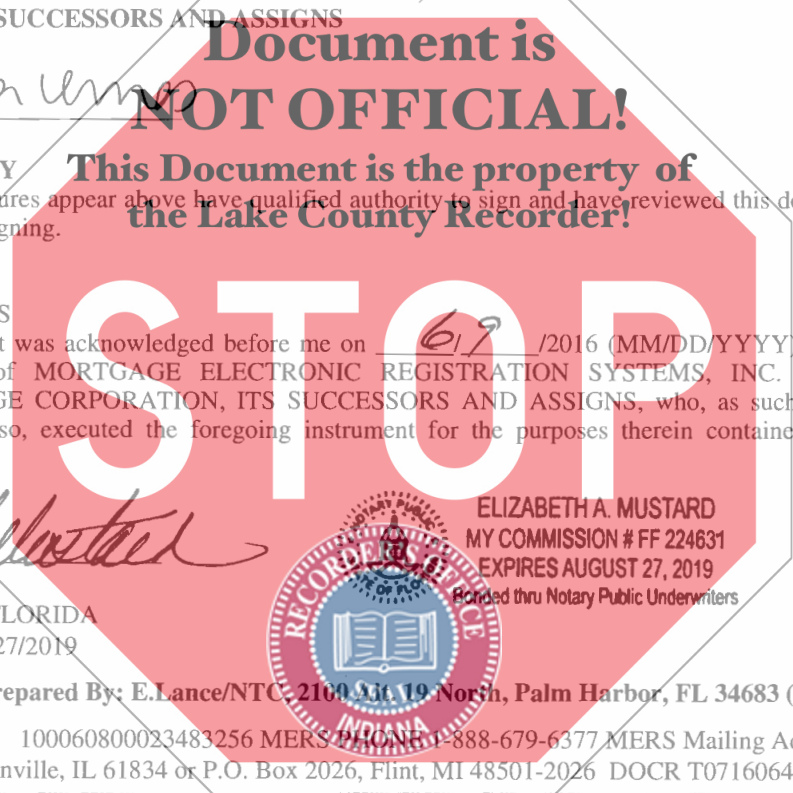 SUCCESSORS AND ASSIGNS
Document is
NOT OFFICIAL!
Y This Document is the property of
ures appear above have qualified authority to sign and have reviewed this d
the Lake County Recorder!
gning.
STOP
S
t was acknowledged before me on 6/9 /2016 (MM/DD/YYYY)
of MORTGAGE ELECTRONIC REGISTRATION SYSTEMS, INC.
GE CORPORATION, ITS SUCCESSORS AND ASSIGNS, who, as such
so, executed the foregoing instrument for the purposes therein containe
ELIZABETH A. MUSTARD
MY COMMISSION # FF 224631
EXPIRES AUGUST 27, 2019
Bonded thru Notary Public Underwriters
NOTARY PUBLIC
STATE OF FLO
RECORDER'S OFFICE
SEAL
INDIANA
FLORIDA
27/2019
repared By: E.Lance/NTC, 2100 Alt. 19 North, Palm Harbor, FL 34683 (
100060800023483256 MERS PHONE 1-888-679-6377 MERS Mailing Ad
nville, IL 61834 or P.O. Box 2026, Flint, MI 48501-2026 DOCR T0716064